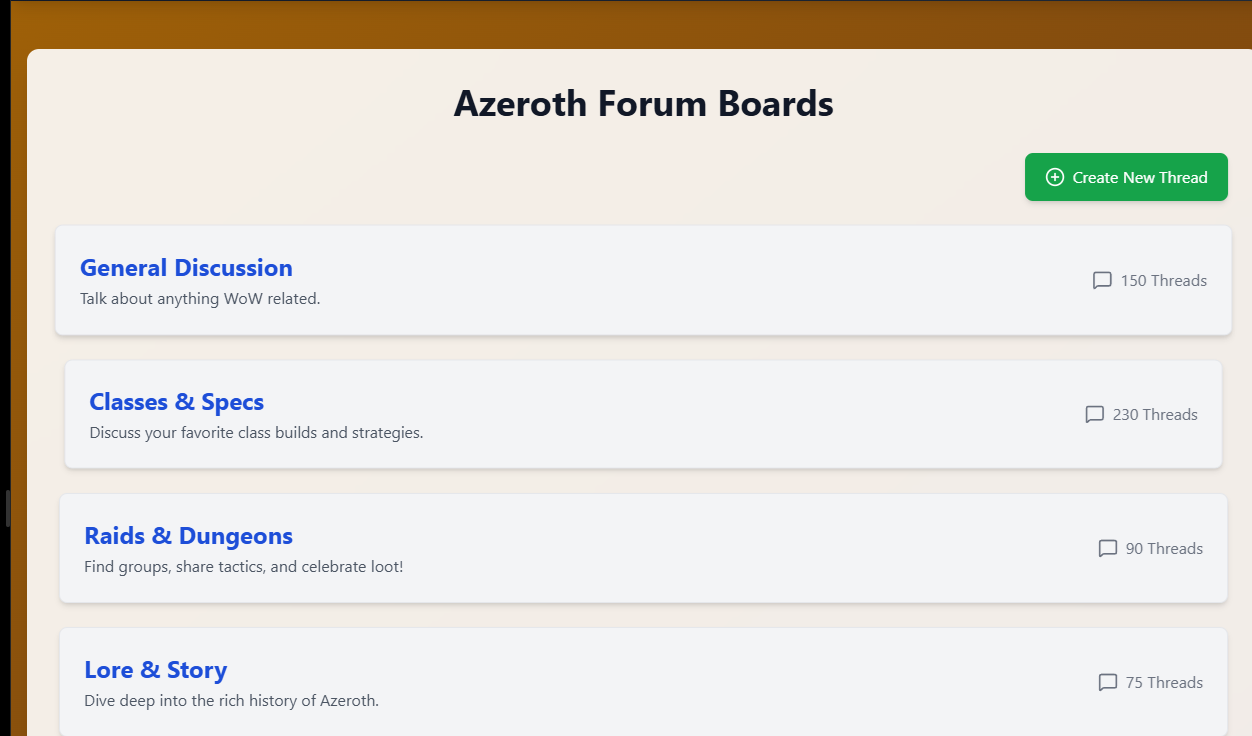 Azeroth Forum Boards
Create New Thread
General Discussion
Talk about anything WoW related.
150 Threads
Classes & Specs
Discuss your favorite class builds and strategies.
230 Threads
Raids & Dungeons
Find groups, share tactics, and celebrate loot!
90 Threads
Lore & Story
Dive deep into the rich history of Azeroth.
75 Threads